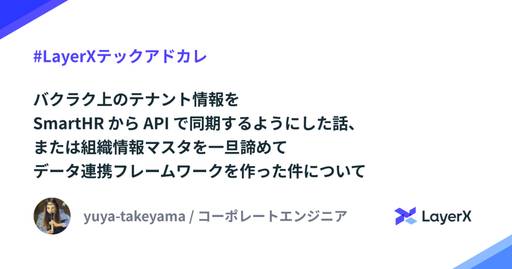 #LayerXテックアドカレ
バクラク上のテナント情報を
SmartHR から API で同期するようにした話、
または組織情報マスタを一旦諦めて
データ連携フレームワークを作った件について
yuya-takeyama / コーポレートエンジニア
LayerX